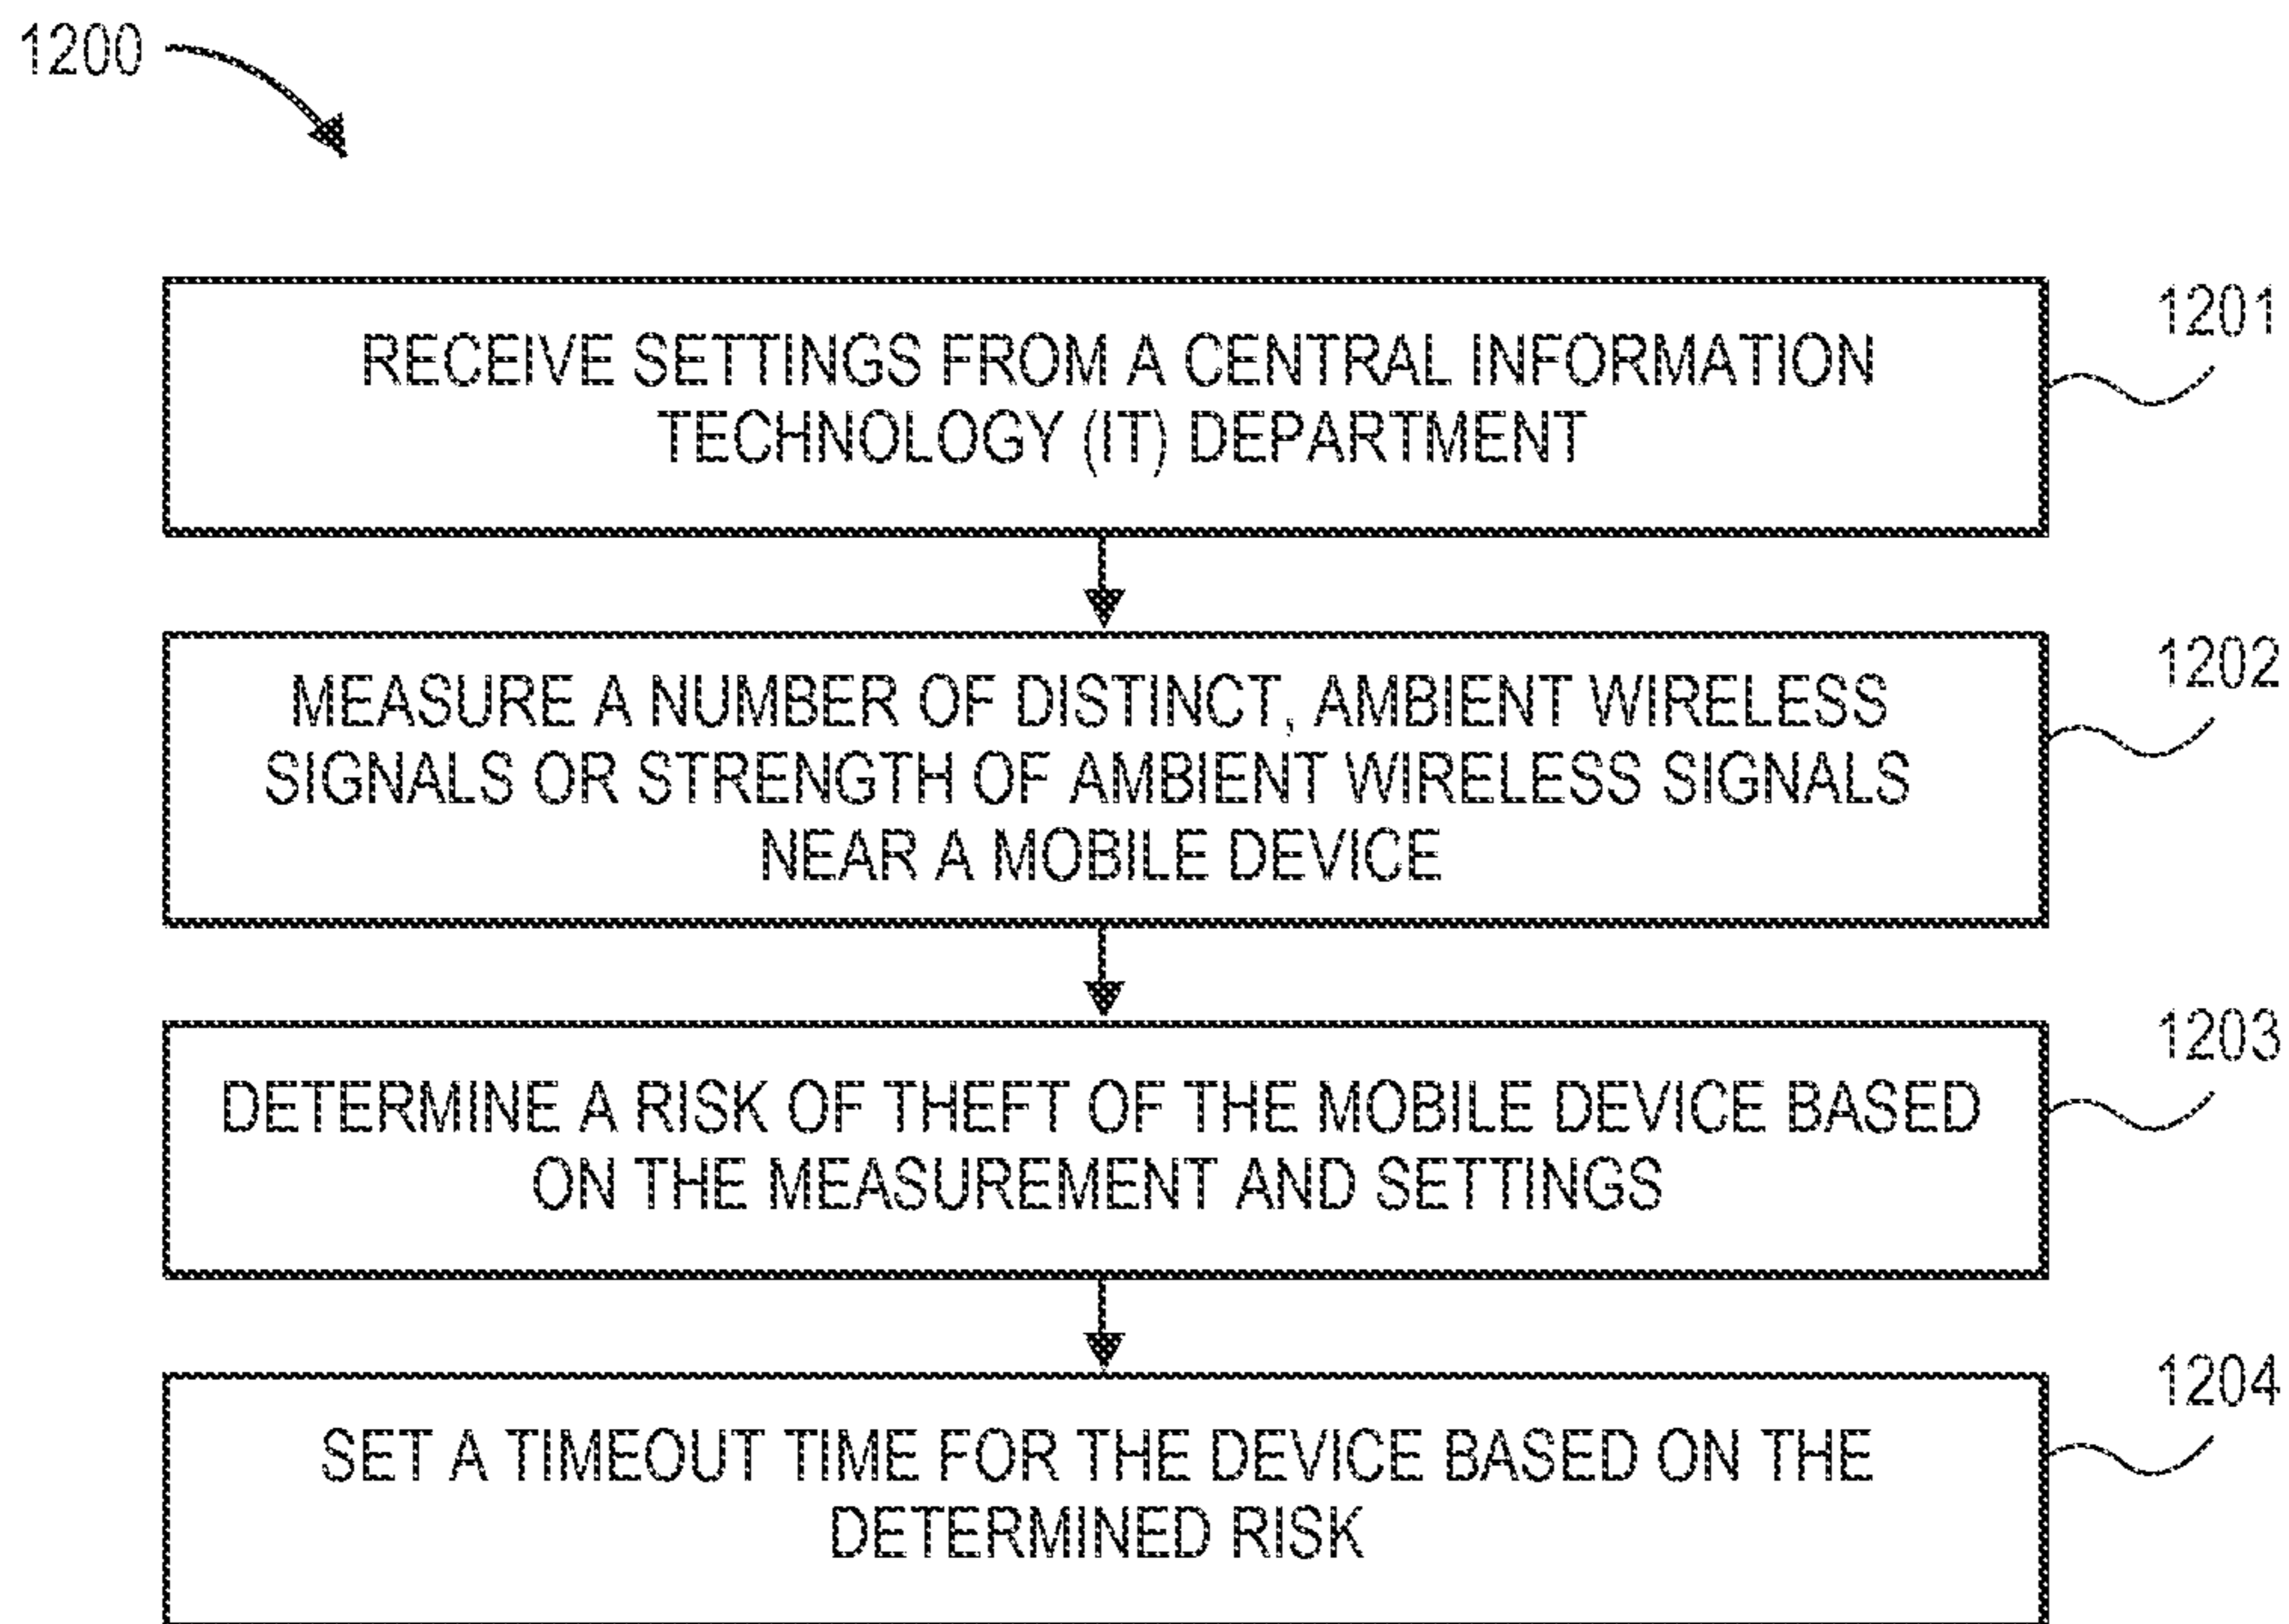 1200
RECEIVE SETTINGS FROM A CENTRAL INFORMATION
TECHNOLOGY (IT) DEPARTMENT
1201
MEASURE A NUMBER OF DISTINCT, AMBIENT WIRELESS
SIGNALS OR STRENGTH OF AMBIENT WIRELESS SIGNALS
NEAR A MOBILE DEVICE
1202
DETERMINE A RISK OF THEFT OF THE MOBILE DEVICE BASED
ON THE MEASUREMENT AND SETTINGS
1203
SET A TIMEOUT TIME FOR THE DEVICE BASED ON THE
DETERMINED RISK
1204